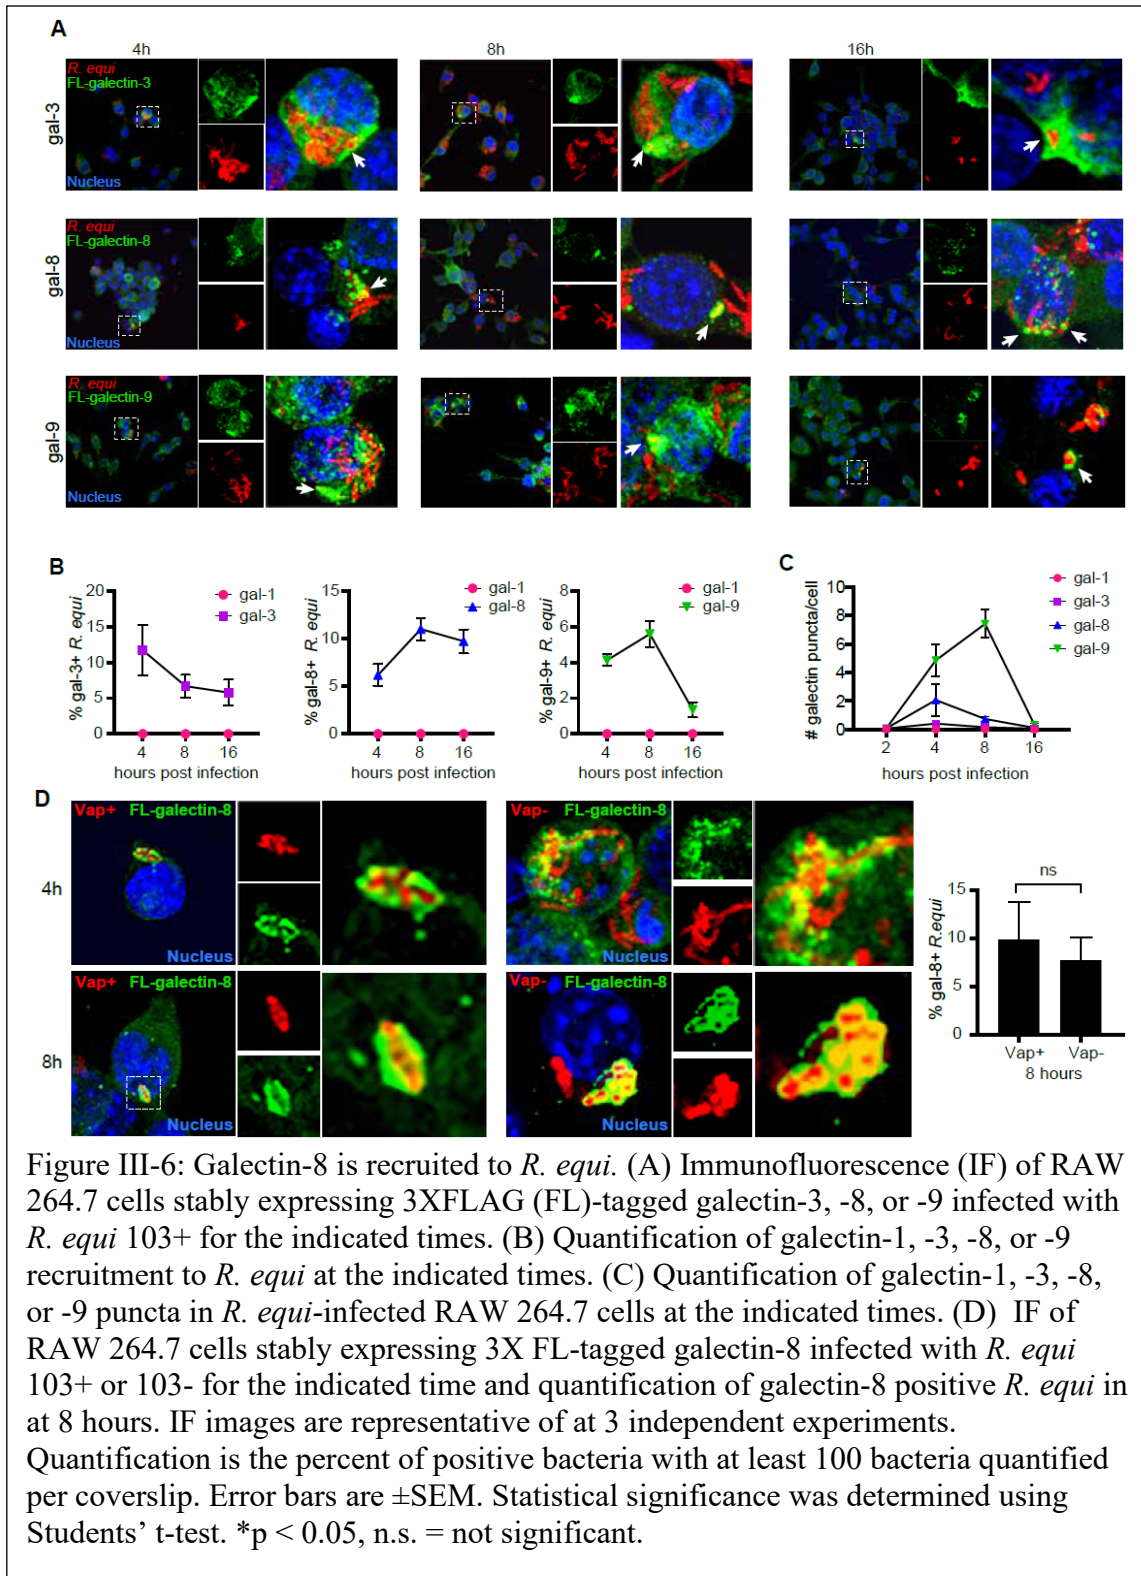 A
4h
8h
16h
gal-3
R. equi
FL-galectin-3
Nucleus
gal-8
R. equi
FL-galectin-8
Nucleus
gal-9
R. equi
FL-galectin-9
Nucleus
B
% gal-3+ R. equi
20
15
10
5
0
4 8 16
hours post infection
gal-1
gal-3
% gal-8+ R. equi
15
10
5
0
4 8 16
hours post infection
gal-1
gal-8
% gal-9+ R. equi
8
6
4
2
0
4 8 16
hours post infection
gal-1
gal-9
C
# galectin puncta/cell
10
8
6
4
2
0
2 4 8 16
hours post infection
gal-1
gal-3
gal-8
gal-9
D
4h
Vap+ FL-galectin-8
Nucleus
Vap- FL-galectin-8
Nucleus
8h
Vap+ FL-galectin-8
Nucleus
Vap- FL-galectin-8
Nucleus
% gal-8+ R.equi
15
10
5
0
ns
Vap+ Vap-
8 hours
Figure III-6: Galectin-8 is recruited to R. equi. (A) Immunofluorescence (IF) of RAW
264.7 cells stably expressing 3XFLAG (FL)-tagged galectin-3, -8, or -9 infected with
R. equi 103+ for the indicated times. (B) Quantification of galectin-1, -3, -8, or -9
recruitment to R. equi at the indicated times. (C) Quantification of galectin-1, -3, -8,
or -9 puncta in R. equi-infected RAW 264.7 cells at the indicated times. (D) IF of
RAW 264.7 cells stably expressing 3X FL-tagged galectin-8 infected with R. equi
103+ or 103- for the indicated time and quantification of galectin-8 positive R. equi in
at 8 hours. IF images are representative of at 3 independent experiments.
Quantification is the percent of positive bacteria with at least 100 bacteria quantified
per coverslip. Error bars are ±SEM. Statistical significance was determined using
Students’ t-test. *p < 0.05, n.s. = not significant.